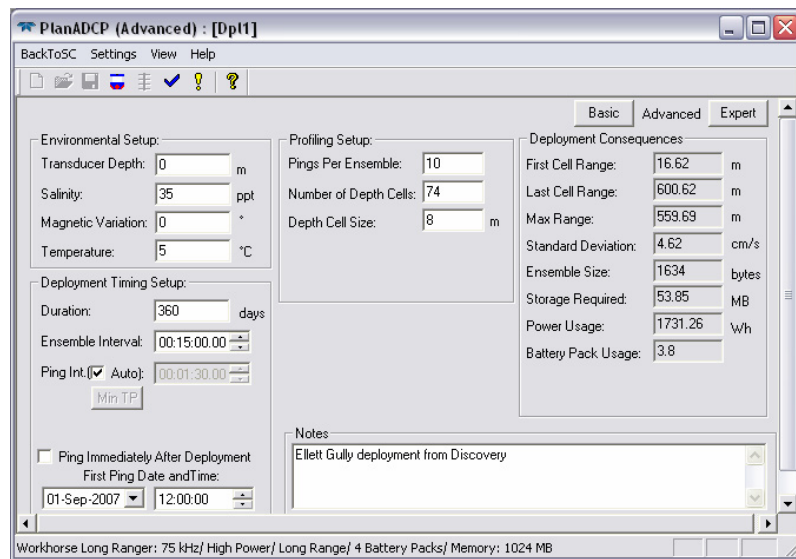 PlanADCP (Advanced) : [Dpl1]
BackToSC Settings View Help
Basic Advanced Expert
Environmental Setup:
Transducer Depth: 0 m
Salinity: 35 ppt
Magnetic Variation: 0 °
Temperature: 5 °C
Deployment Timing Setup:
Duration: 360 days
Ensemble Interval: 00:15:00.00
Ping Int.( Auto): 00:01:30.00
Min TP
Ping Immediately After Deployment
First Ping Date andTime:
01-Sep-2007 12:00:00
Profiling Setup:
Pings Per Ensemble: 10
Number of Depth Cells: 74
Depth Cell Size: 8 m
Deployment Consequences
First Cell Range: 16.62 m
Last Cell Range: 600.62 m
Max Range: 559.69 m
Standard Deviation: 4.62 cm/s
Ensemble Size: 1634 bytes
Storage Required: 53.85 MB
Power Usage: 1731.26 Wh
Battery Pack Usage: 3.8
Notes
Ellett Gully deployment from Discovery
Workhorse Long Ranger: 75 kHz/ High Power/ Long Range/ 4 Battery Packs/ Memory: 1024 MB